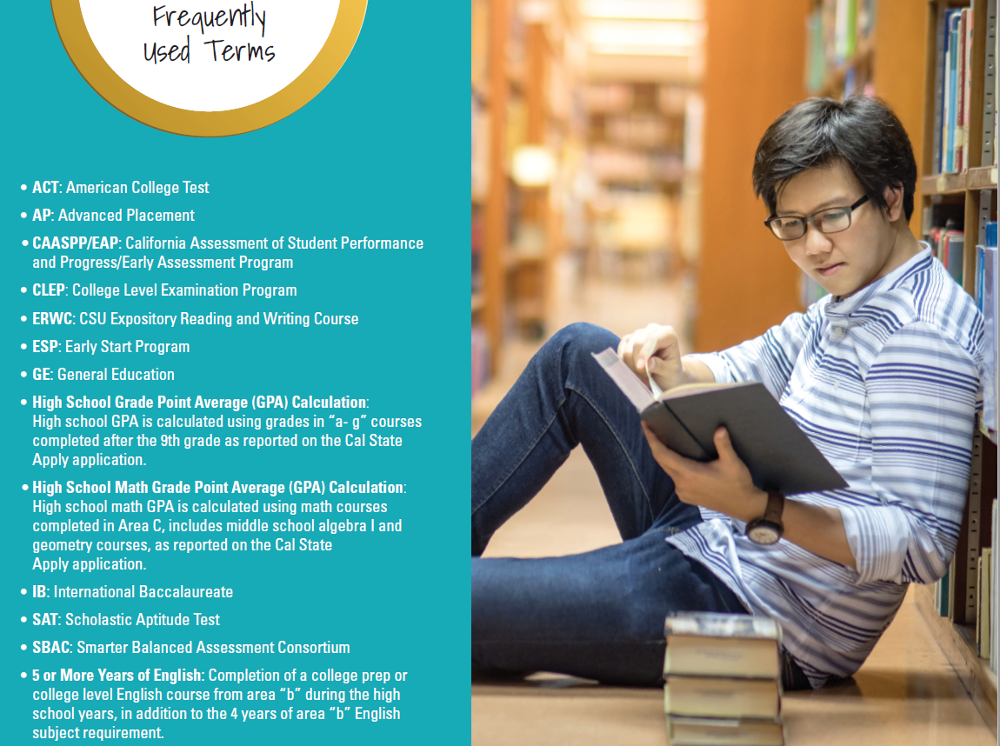 Frequently
Used Terms
• ACT: American College Test
• AP: Advanced Placement
• CAASPP/EAP: California Assessment of Student Performance
and Progress/Early Assessment Program
• CLEP: College Level Examination Program
• ERWC: CSU Expository Reading and Writing Course
• ESP: Early Start Program
• GE: General Education
• High School Grade Point Average (GPA) Calculation:
High school GPA is calculated using grades in “a- g” courses
completed after the 9th grade as reported on the Cal State
Apply application.
• High School Math Grade Point Average (GPA) Calculation:
High school math GPA is calculated using math courses
completed in Area C, includes middle school algebra I and
geometry courses, as reported on the Cal State
Apply application.
• IB: International Baccalaureate
• SAT: Scholastic Aptitude Test
• SBAC: Smarter Balanced Assessment Consortium
• 5 or More Years of English: Completion of a college prep or
college level English course from area “b” during the high
school years, in addition to the 4 years of area “b” English
subject requirement.